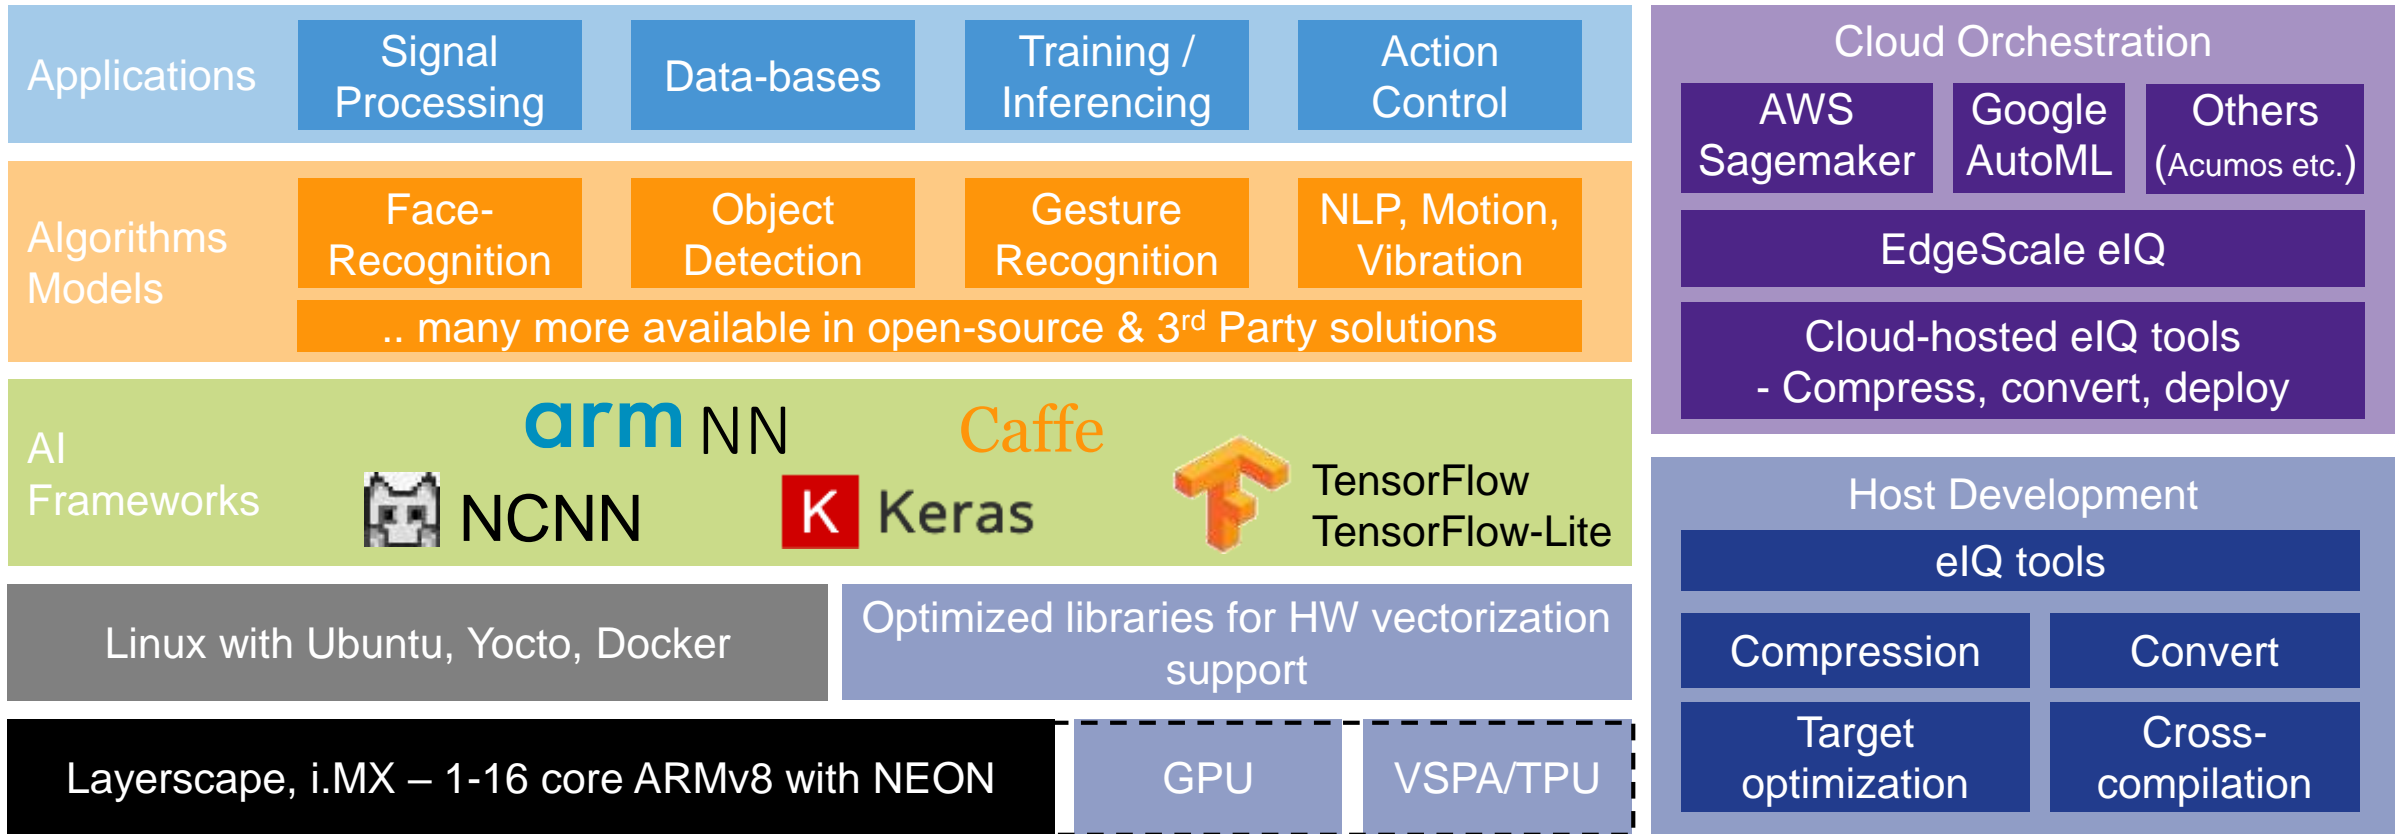 Applications
Signal
Processing
Data-bases
Training /
Inferencing
Action
Control
Algorithms
Models
Face-
Recognition
Object
Detection
Gesture
Recognition
NLP, Motion,
Vibration
.. many more available in open-source & 3rd Party solutions
AI
Frameworks
arm NN
Caffe
NCNN
K Keras
TensorFlow
TensorFlow-Lite
Linux with Ubuntu, Yocto, Docker
Optimized libraries for HW vectorization
support
Layerscape, i.MX – 1-16 core ARMv8 with NEON
GPU
VSPA/TPU
Cloud Orchestration
AWS
Sagemaker
Google
AutoML
Others
(Acumos etc.)
EdgeScale eIQ
Cloud-hosted eIQ tools
- Compress, convert, deploy
Host Development
eIQ tools
Compression
Convert
Target
optimization
Cross-
compilation